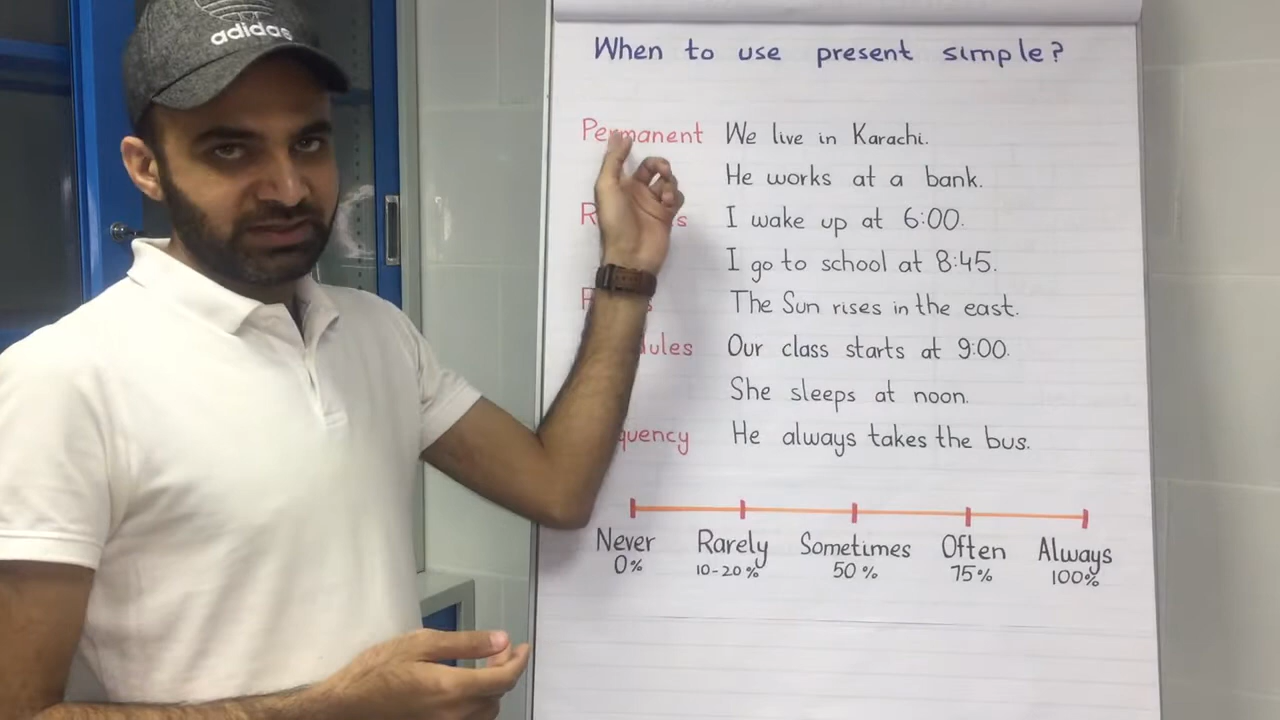 adidas
When to use present simple?
Permanent We live in Karachi.
He works at a bank.
I wake up at 6:00.
I go to school at 8:45.
The Sun rises in the east.
Our class starts at 9:00.
She sleeps at noon.
He always takes the bus.
Never Rarely Sometimes Often Always
0% 10-20% 50% 75% 100%